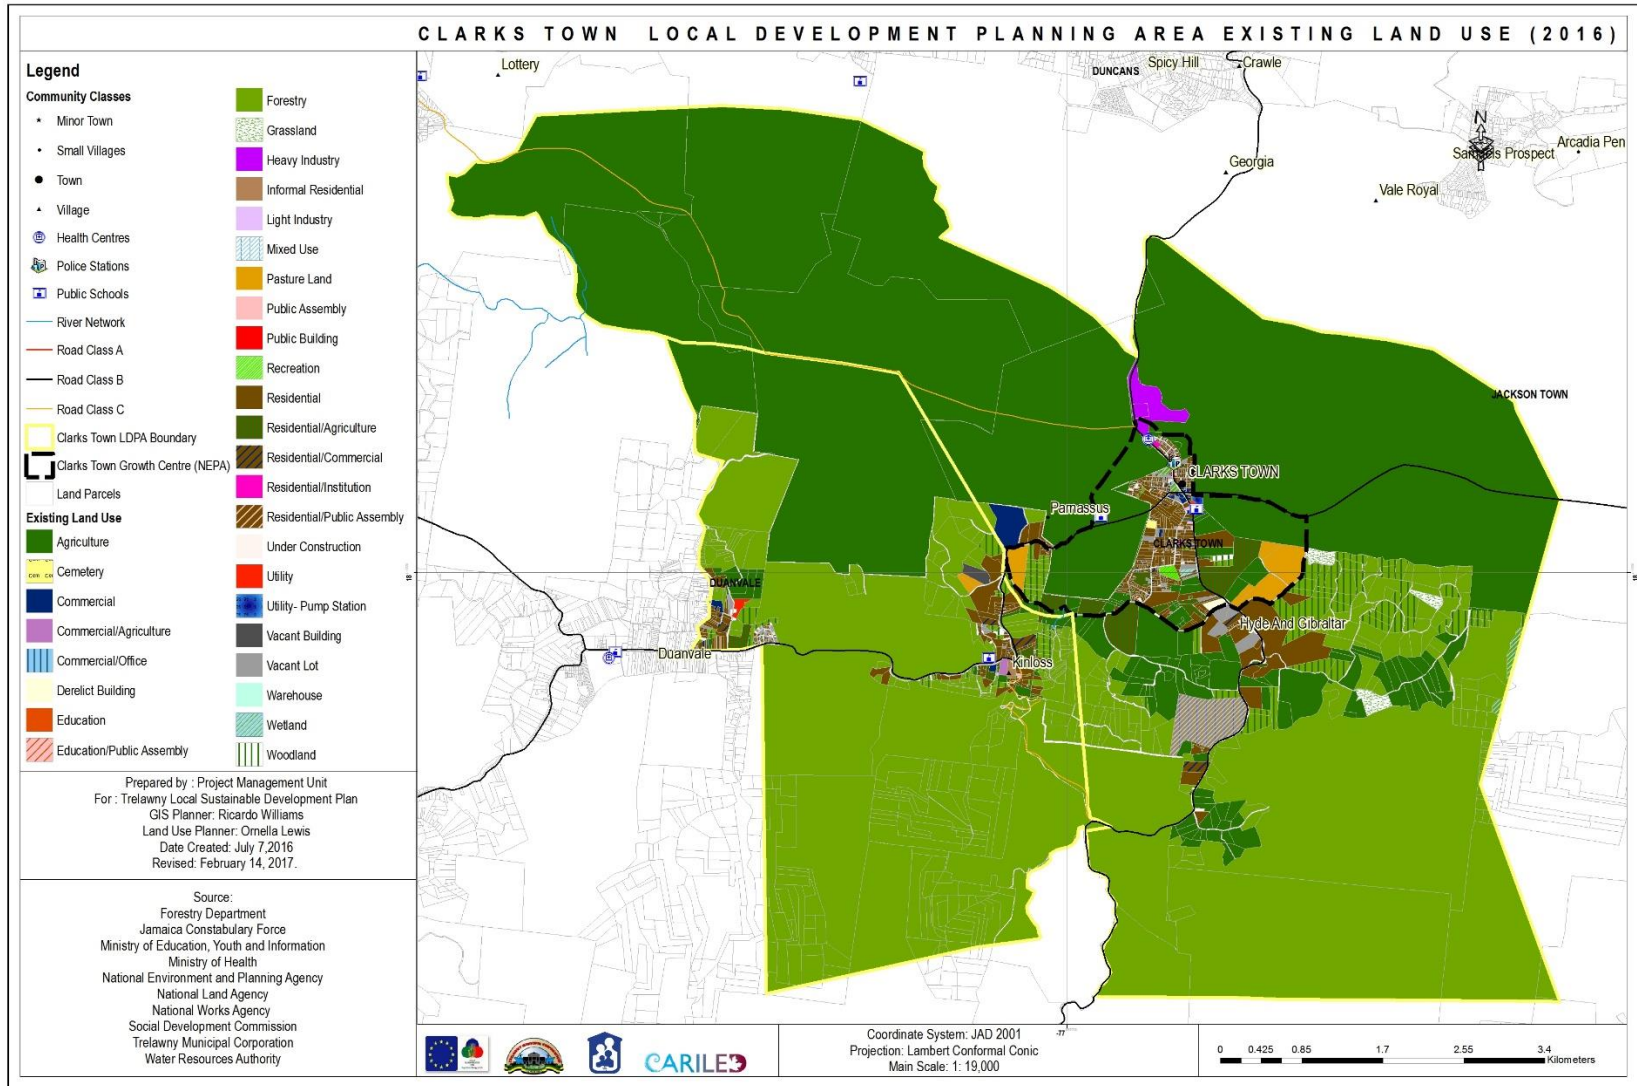 CLARKS TOWN LOCAL DEVELOPMENT PLANNING AREA EXISTING LAND USE (2016)
Legend
Community Classes
Minor Town
Small Villages
Town
Village
Health Centres
Police Stations
Public Schools
River Network
Road Class A
Road Class B
Road Class C
Clarks Town LDPA Boundary
Clarks Town Growth Centre (NEPA)
Land Parcels
Existing Land Use
Agriculture
Cemetery
Commercial
Commercial/Agriculture
Commercial/Office
Derelict Building
Education
Education/Public Assembly
Forestry
Grassland
Heavy Industry
Informal Residential
Light Industry
Mixed Use
Pasture Land
Public Assembly
Public Building
Recreation
Residential
Residential/Agriculture
Residential/Commercial
Residential/Institution
Residential/Public Assembly
Under Construction
Utility
Utility- Pump Station
Vacant Building
Vacant Lot
Warehouse
Wetland
Woodland
Prepared by : Project Management Unit
For : Trelawny Local Sustainable Development Plan
GIS Planner: Ricardo Williams
Land Use Planner: Ornella Lewis
Date Created: July 7,2016
Revised: February 14, 2017.
Source:
Forestry Department
Jamaica Constabulary Force
Ministry of Education, Youth and Information
Ministry of Health
National Environment and Planning Agency
National Land Agency
National Works Agency
Social Development Commission
Trelawny Municipal Corporation
Water Resources Authority
Lottery
DUNCANS
Spicy Hill
Crawle
Georgia
N
Samuels Prospect
Arcadia Pen
Vale Royal
JACKSON TOWN
CLARKS TOWN
Parnassus
CLARKS TOWN
DUANVALE
Duanvale
Kinloss
Hyde And Gibraltar
18
18
-77
CARILED
Coordinate System: JAD 2001
Projection: Lambert Conformal Conic
Main Scale: 1: 19,000
0 0.425 0.85 1.7 2.55 3.4
Kilometers